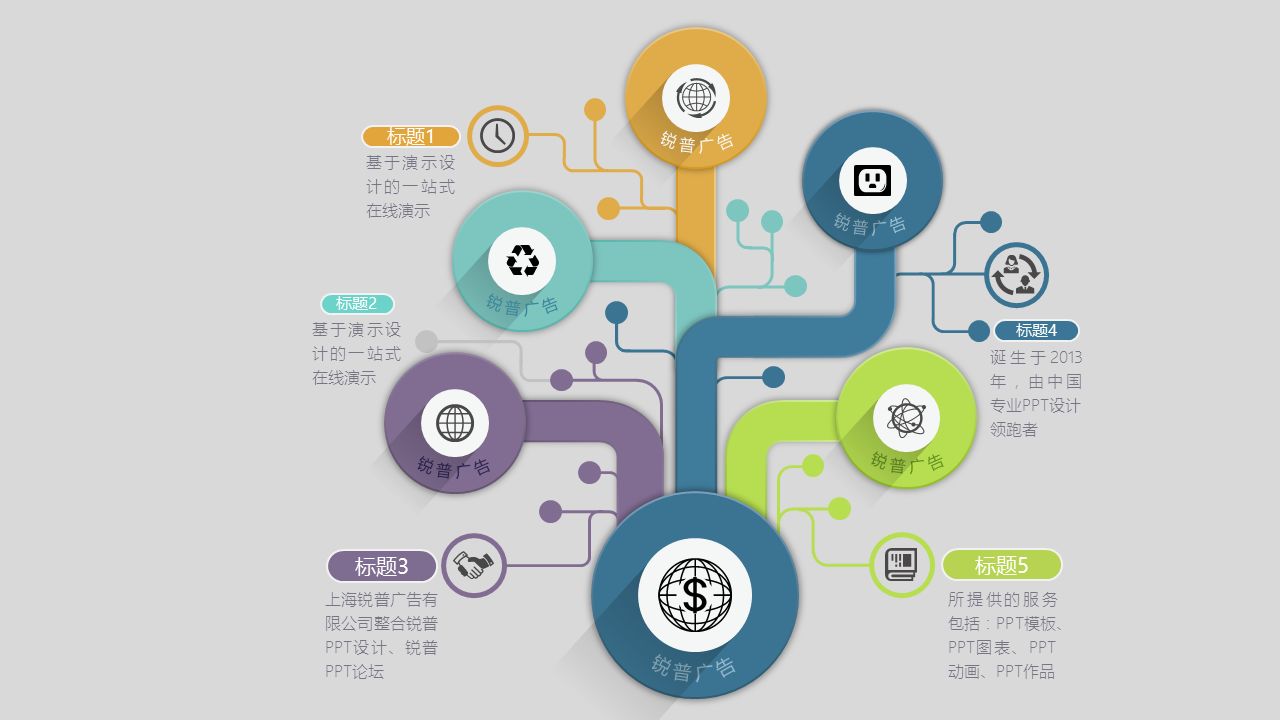 锐普广告
标题1
基于演示设
计的一站式
在线演示
锐普广告
锐普广告
标题2
基于演示设
计的一站式
在线演示
标题4
诞生于2013
年，由中国
专业PPT设计
领跑者
锐普广告
锐普广告
标题3
上海锐普广告有
限公司整合锐普
PPT设计、锐普
PPT论坛
标题5
所提供的服务
包括：PPT模板、
PPT图表、PPT
动画、PPT作品
$
锐普广告